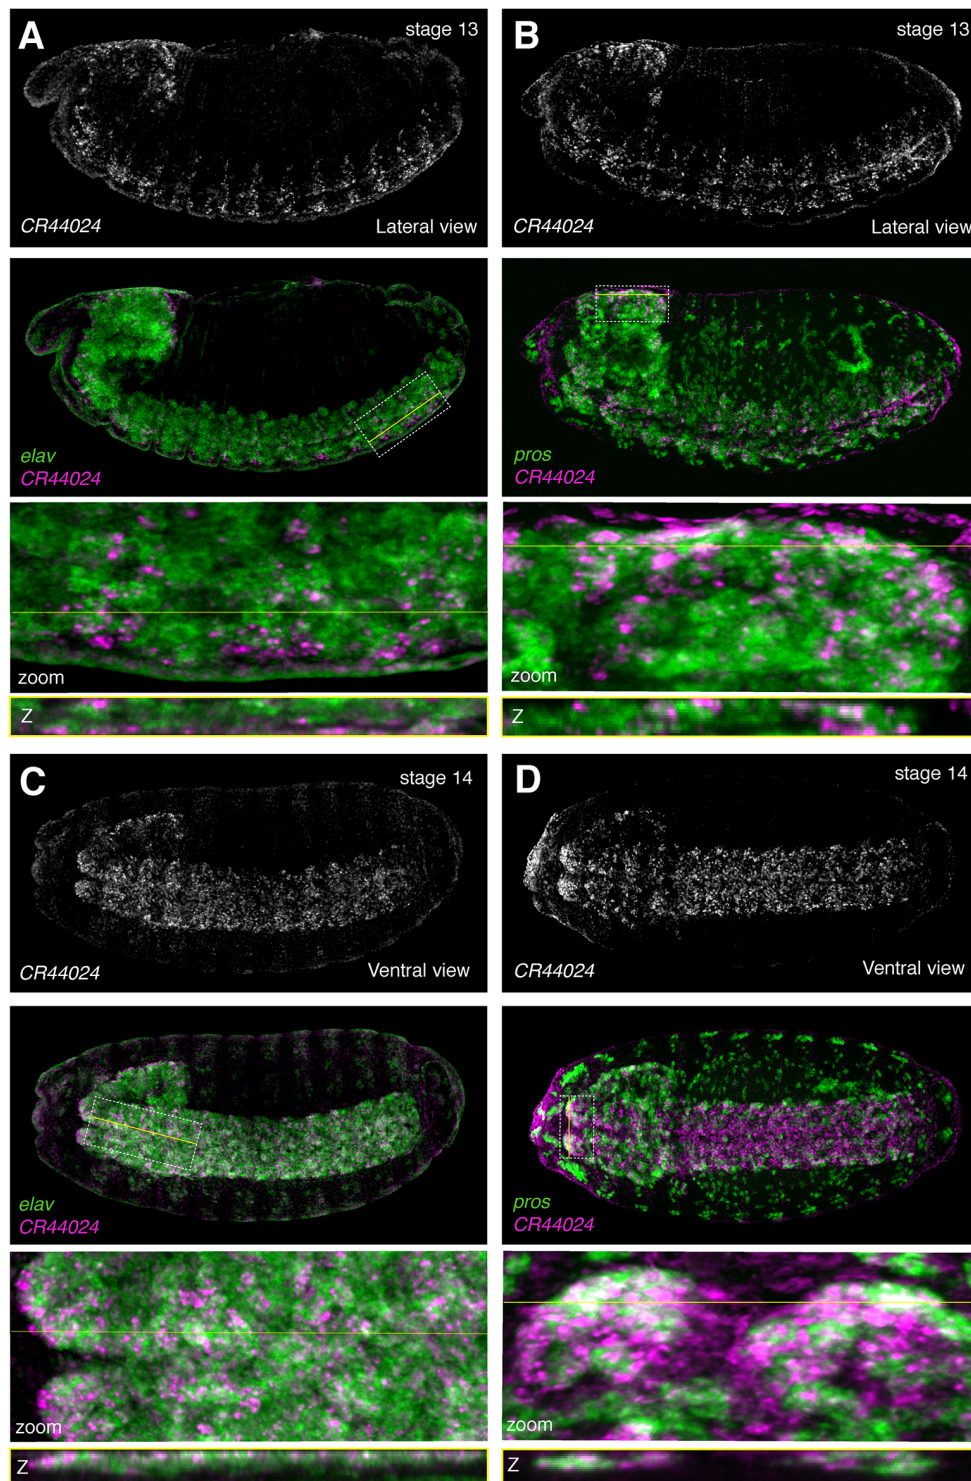 A
stage 13
CR44024
Lateral view
elav
CR44024
zoom
Z
B
stage 13
CR44024
Lateral view
pros
CR44024
zoom
Z
C
stage 14
CR44024
Ventral view
elav
CR44024
zoom
Z
D
stage 14
CR44024
Ventral view
pros
CR44024
zoom
Z